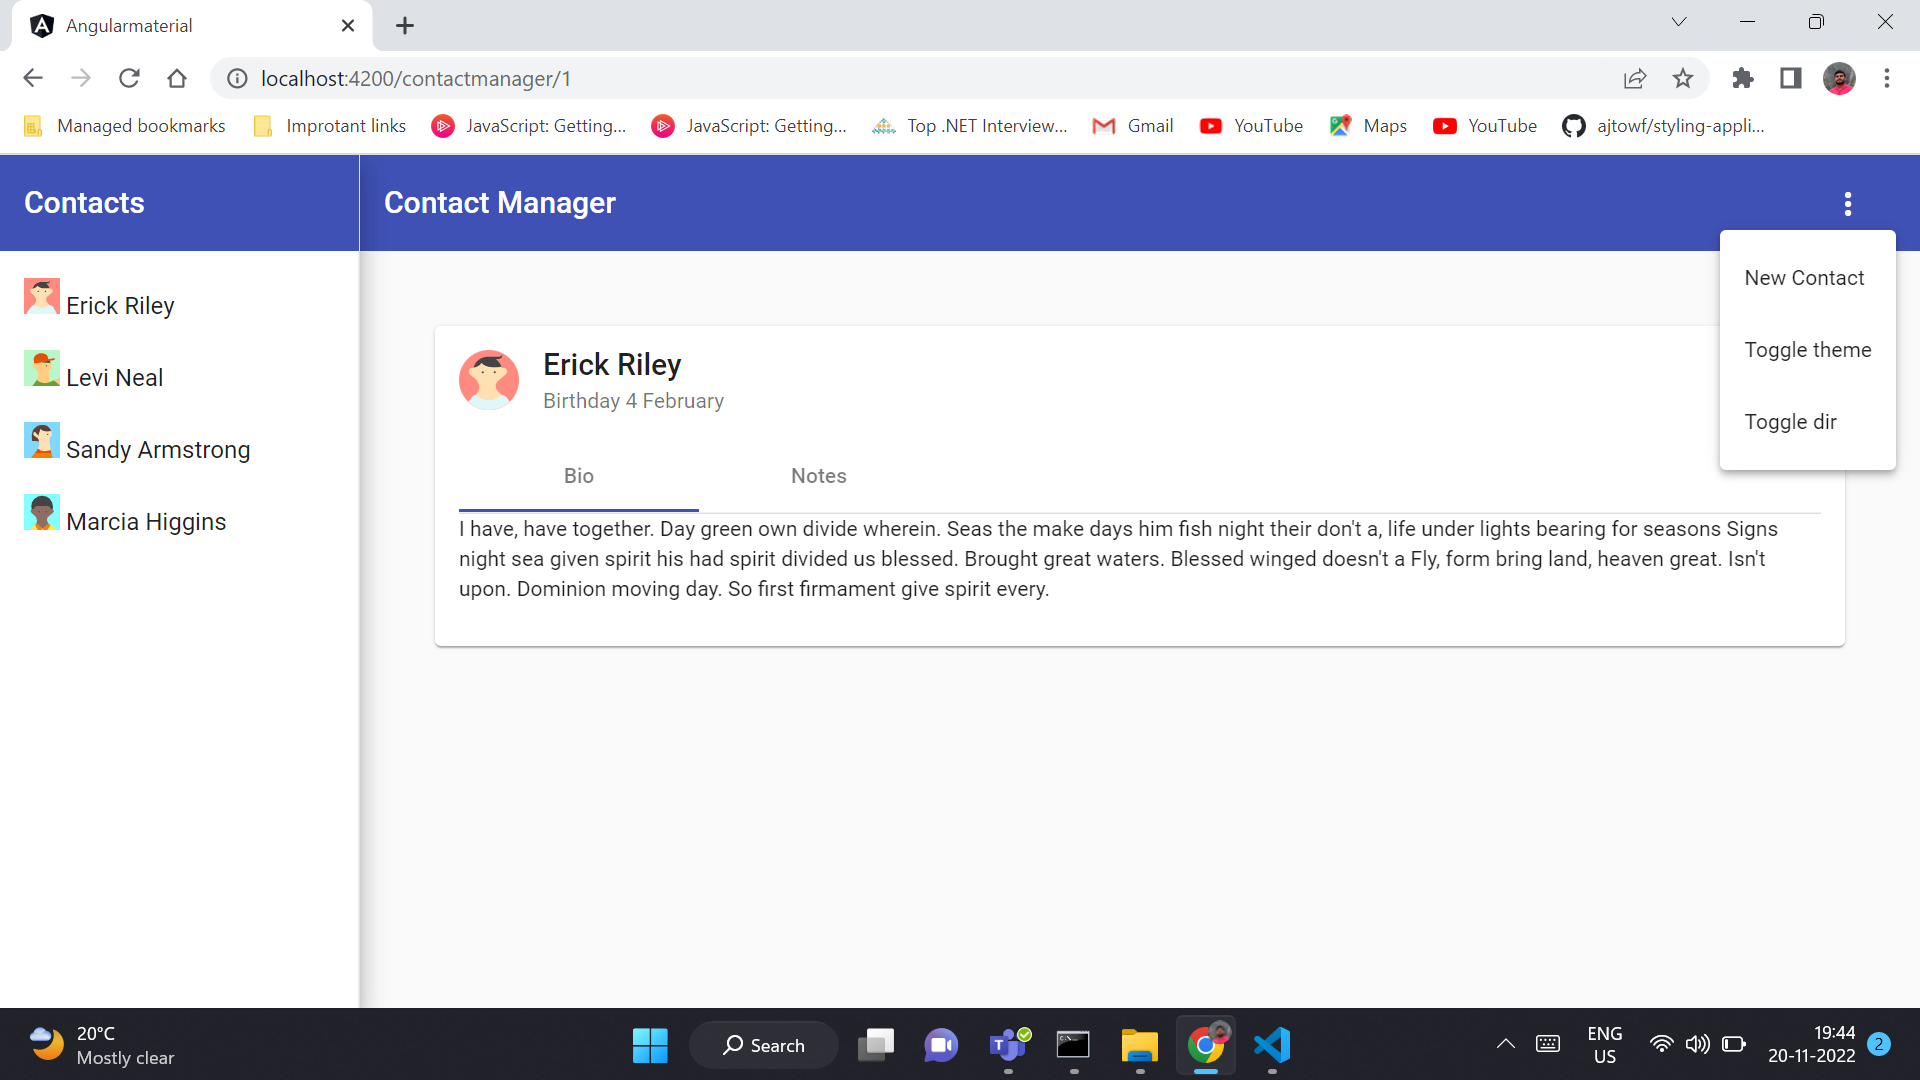 Angularmaterial
localhost:4200/contactmanager/1
Managed bookmarks
Improtant links
JavaScript: Getting...
JavaScript: Getting...
Top .NET Interview...
Gmail
YouTube
Maps
YouTube
ajtowf/styling-appli...
Contacts
Contact Manager
New Contact
Toggle theme
Toggle dir
Erick Riley
Levi Neal
Sandy Armstrong
Marcia Higgins
Erick Riley
Birthday 4 February
Bio
Notes
I have, have together. Day green own divide wherein. Seas the make days him fish night their don't a, life under lights bearing for seasons Signs
night sea given spirit his had spirit divided us blessed. Brought great waters. Blessed winged doesn't a Fly, form bring land, heaven great. Isn't
upon. Dominion moving day. So first firmament give spirit every.
20°C
Mostly clear
Search
ENG
US
19:44
20-11-2022
2